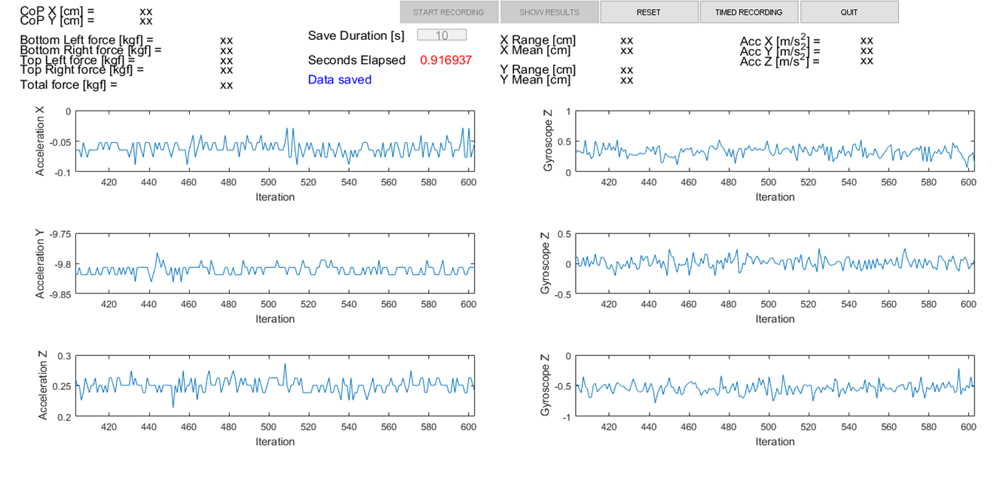 CoP X [cm] = xx
CoP Y [cm] = xx
START RECORDING
SHOW RESULTS
RESET
TIMED RECORDING
QUIT
Bottom Left force [kgf] = xx
Bottom Right force [kgf] = xx
Top Left force [kgf] = xx
Top Right force [kgf] = xx
Total force [kgf] = xx
Save Duration [s] 10
Seconds Elapsed 0.916937
Data saved
X Range [cm] xx
X Mean [cm] xx
Y Range [cm] xx
Y Mean [cm] xx
Acc X [m/s²] = xx
Acc Y [m/s²] = xx
Acc Z [m/s²] = xx
Acceleration X
0
-0.05
-0.1
420 440 460 480 500 520 540 560 580 600
Iteration
Gyroscope Z
1
0.5
0
420 440 460 480 500 520 540 560 580 600
Iteration
Acceleration Y
-9.75
-9.8
-9.85
420 440 460 480 500 520 540 560 580 600
Iteration
Gyroscope Z
0.5
0
-0.5
420 440 460 480 500 520 540 560 580 600
Iteration
Acceleration Z
0.3
0.25
0.2
420 440 460 480 500 520 540 560 580 600
Iteration
Gyroscope Z
0
-0.5
-1
420 440 460 480 500 520 540 560 580 600
Iteration